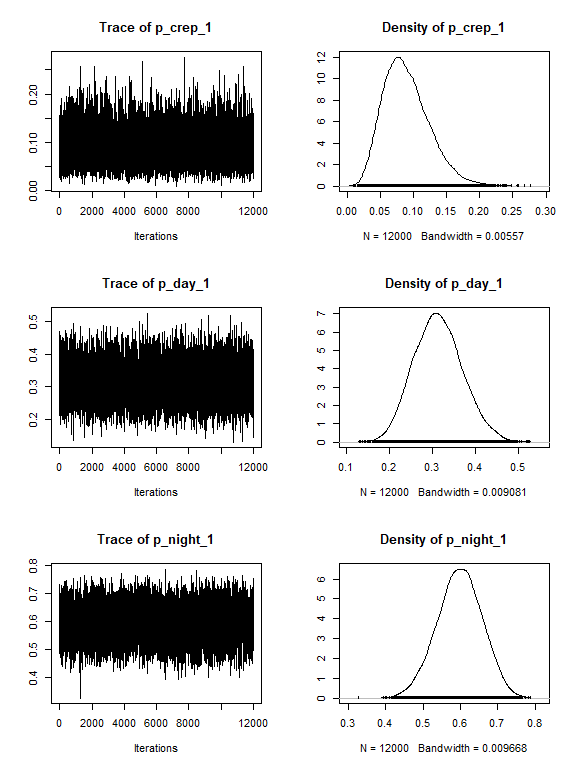 Trace of p_crep_1
0.00 0.10 0.20
0 2000 4000 6000 8000 12000
Iterations
Density of p_crep_1
0 2 4 6 8 10 12
0.00 0.05 0.10 0.15 0.20 0.25 0.30
N = 12000 Bandwidth = 0.00557
Trace of p_day_1
0.2 0.3 0.4 0.5
0 2000 4000 6000 8000 12000
Iterations
Density of p_day_1
0 1 2 3 4 5 6 7
0.1 0.2 0.3 0.4 0.5
N = 12000 Bandwidth = 0.009081
Trace of p_night_1
0.4 0.5 0.6 0.7 0.8
0 2000 4000 6000 8000 12000
Iterations
Density of p_night_1
0 1 2 3 4 5 6
0.3 0.4 0.5 0.6 0.7 0.8
N = 12000 Bandwidth = 0.009668